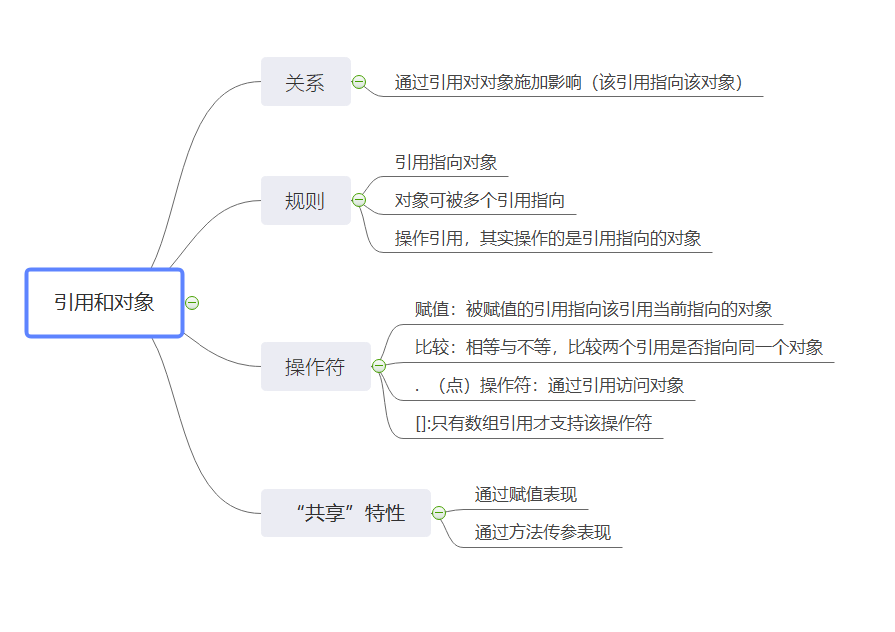 关系
通过引用对对象施加影响（该引用指向该对象）
规则
引用指向对象
对象可被多个引用指向
操作引用，其实操作的是引用指向的对象
引用和对象
操作符
赋值：被赋值的引用指向该引用当前指向的对象
比较：相等与不等，比较两个引用是否指向同一个对象
．（点）操作符：通过引用访问对象
[]:只有数组引用才支持该操作符
“共享”特性
通过赋值表现
通过方法传参表现